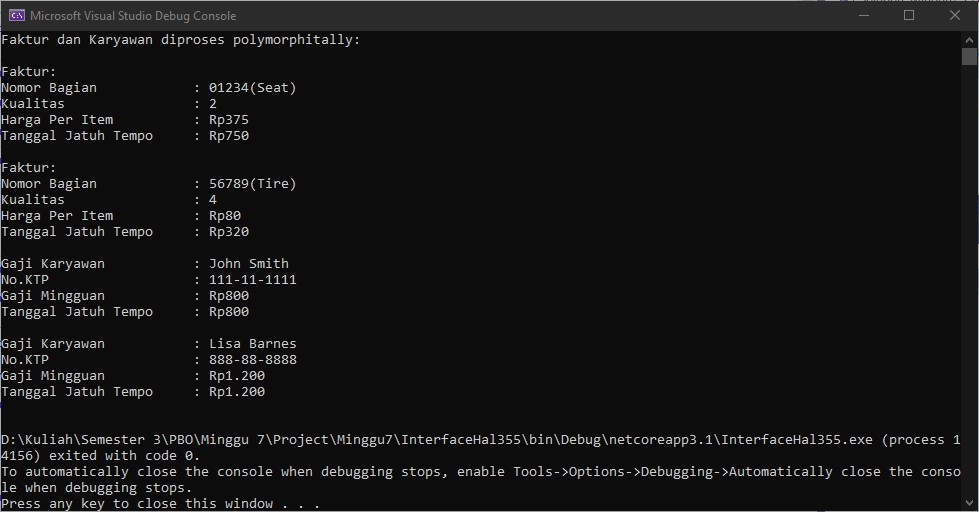 Microsoft Visual Studio Debug Console
Faktur dan Karyawan diproses polymorphitally:
Faktur:
Nomor Bagian : 01234(Seat)
Kualitas : 2
Harga Per Item : Rp375
Tanggal Jatuh Tempo : Rp750
Faktur:
Nomor Bagian : 56789(Tire)
Kualitas : 4
Harga Per Item : Rp80
Tanggal Jatuh Tempo : Rp320
Gaji Karyawan : John Smith
No.KTP : 111-11-1111
Gaji Mingguan : Rp800
Tanggal Jatuh Tempo : Rp800
Gaji Karyawan : Lisa Barnes
No.KTP : 888-88-8888
Gaji Mingguan : Rp1.200
Tanggal Jatuh Tempo : Rp1.200
D:\Kuliah\Semester 3\PBO\Minggu 7\Project\Minggu7\InterfaceHal355\bin\Debug\netcoreapp3.1\InterfaceHal355.exe (process 1
4156) exited with code 0.
To automatically close the console when debugging stops, enable Tools->Options->Debugging->Automatically close the conso
le when debugging stops.
Press any key to close this window . . .